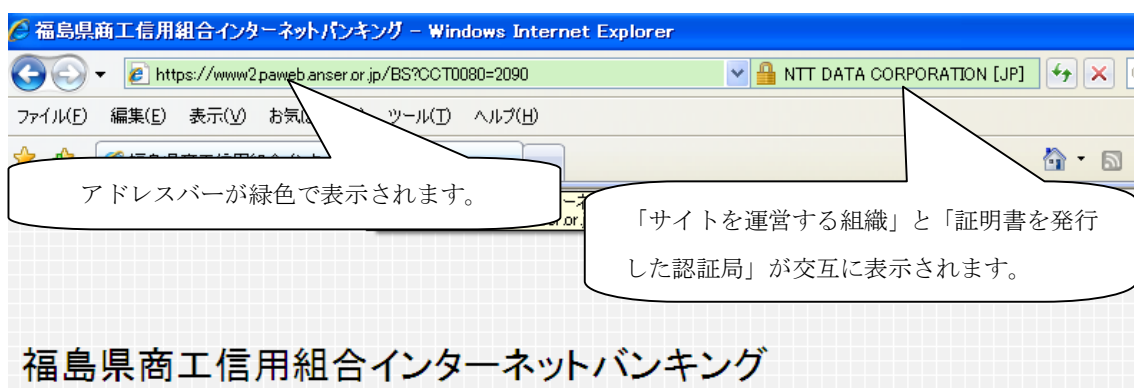 福島県商工信用組合インターネットバンキング - Windows Internet Explorer
https://www2.paweb.anser.or.jp/BS?CCT0080=2090
NTT DATA CORPORATION [JP]
ファイル(F) 編集(E) 表示(V) お気 ツール(T) ヘルプ(H)
アドレスバーが緑色で表示されます。
「サイトを運営する組織」と「証明書を発行
した認証局」が交互に表示されます。
福島県商工信用組合インターネットバンキング